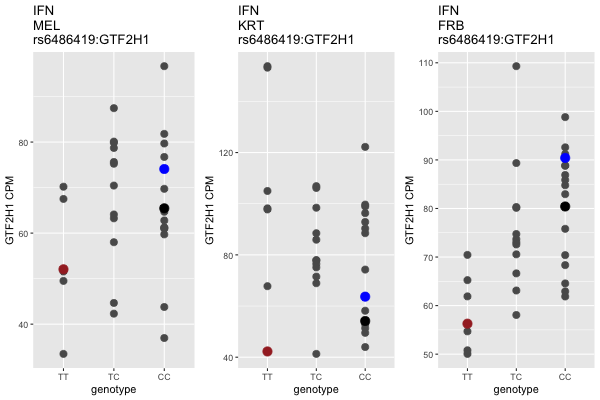 IFN
MEL
rs6486419:GTF2H1
GTF2H1 CPM
80
60
40
TT TC CC
genotype
IFN
KRT
rs6486419:GTF2H1
GTF2H1 CPM
120
80
40
TT TC CC
genotype
IFN
FRB
rs6486419:GTF2H1
GTF2H1 CPM
110
100
90
80
70
60
50
TT TC CC
genotype